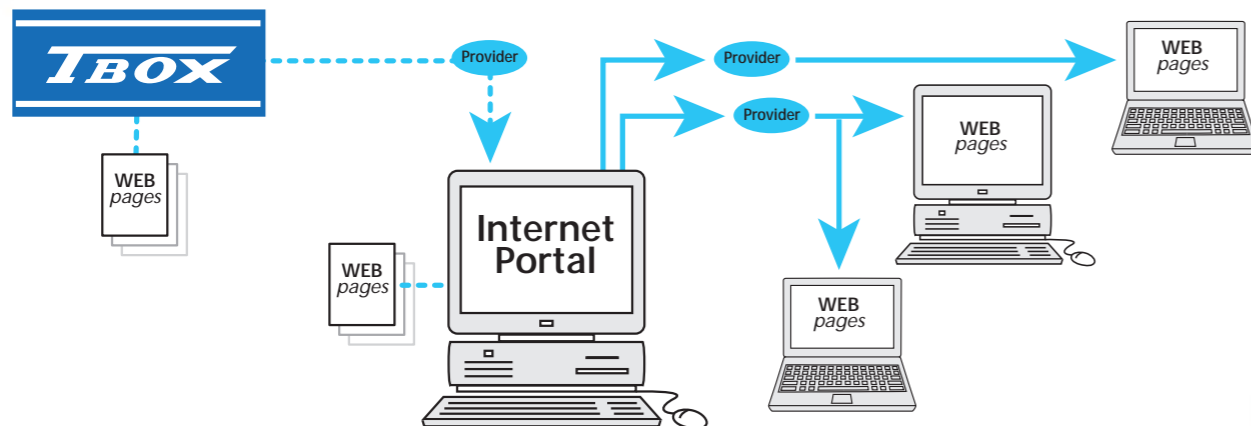 TBOX
Provider
Provider
WEB
pages
Provider
WEB
pages
WEB
pages
Internet
Portal
WEB
pages
WEB
pages